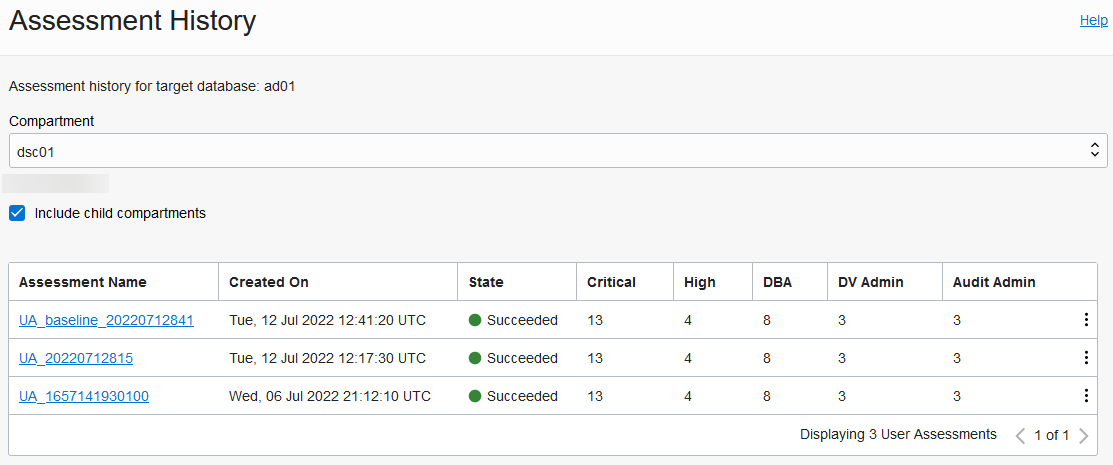 Assessment History
Help
Assessment history for target database: ad01
Compartment
dsc01
Include child compartments
Assessment Name Created On State Critical High DBA DV Admin Audit Admin
UA_baseline_20220712841 Tue, 12 Jul 2022 12:41:20 UTC Succeeded 13 4 8 3 3
UA_20220712815 Tue, 12 Jul 2022 12:17:30 UTC Succeeded 13 4 8 3 3
UA_1657141930100 Wed, 06 Jul 2022 21:12:10 UTC Succeeded 13 4 8 3 3
Displaying 3 User Assessments 1 of 1